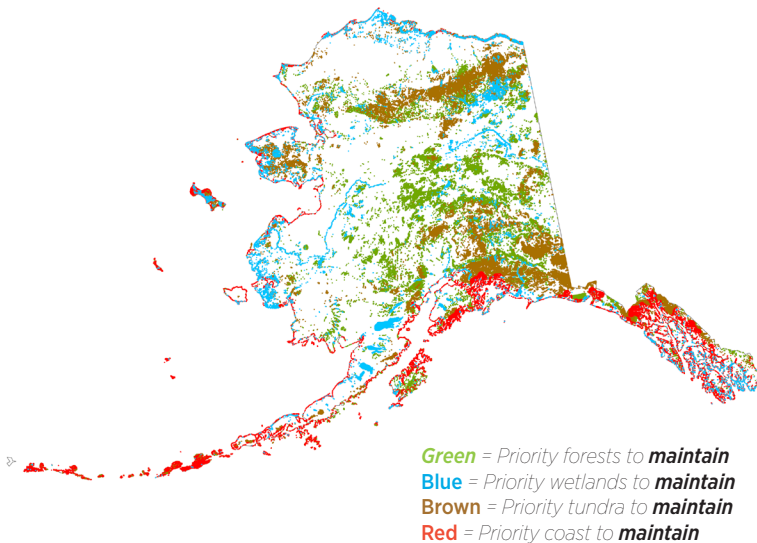 Green = Priority forests to maintain
Blue = Priority wetlands to maintain
Brown = Priority tundra to maintain
Red = Priority coast to maintain